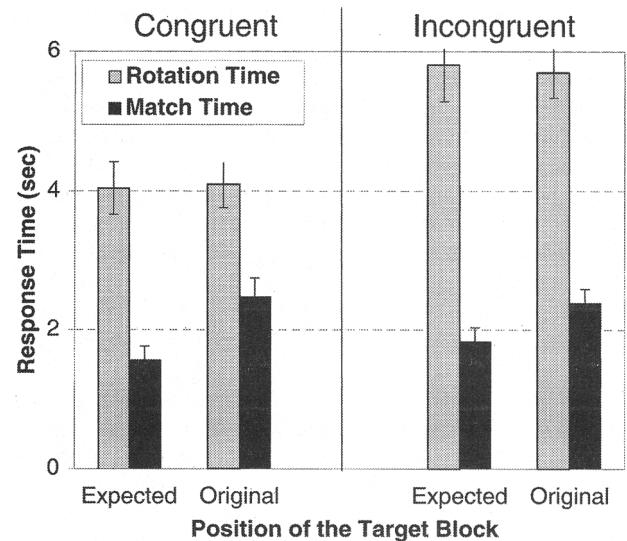 Congruent Incongruent
6
Rotation Time
Match Time
4
2
0
Response Time (sec)
Expected Original Expected Original
Position of the Target Block